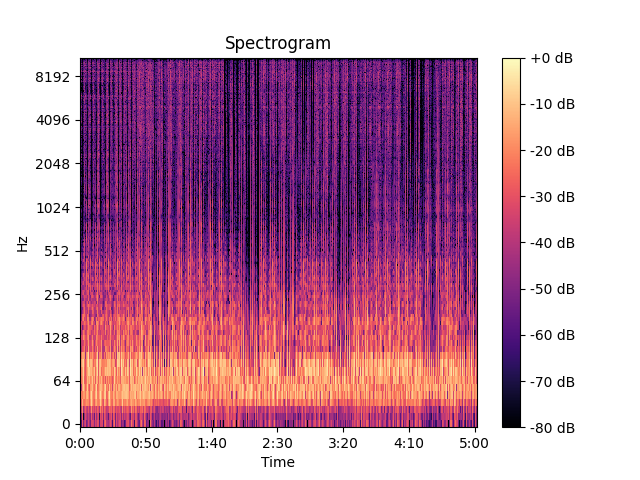 Spectrogram
Hz
8192
4096
2048
1024
512
256
128
64
0
0:00 0:50 1:40 2:30 3:20 4:10 5:00
Time
+0 dB
-10 dB
-20 dB
-30 dB
-40 dB
-50 dB
-60 dB
-70 dB
-80 dB